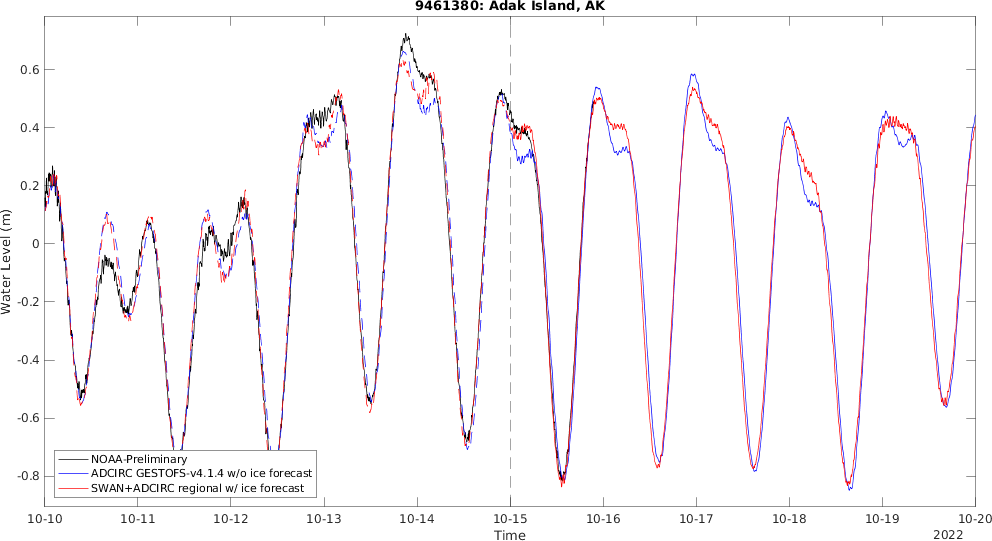 9461380: Adak Island, AK
Water Level (m)
0.6
0.4
0.2
0
-0.2
-0.4
-0.6
-0.8
NOAA-Preliminary
ADCIRC GESTOFS-v4.1.4 w/o ice forecast
SWAN+ADCIRC regional w/ ice forecast
10-10 10-11 10-12 10-13 10-14 10-15 10-16 10-17 10-18 10-19 10-20
Time
2022